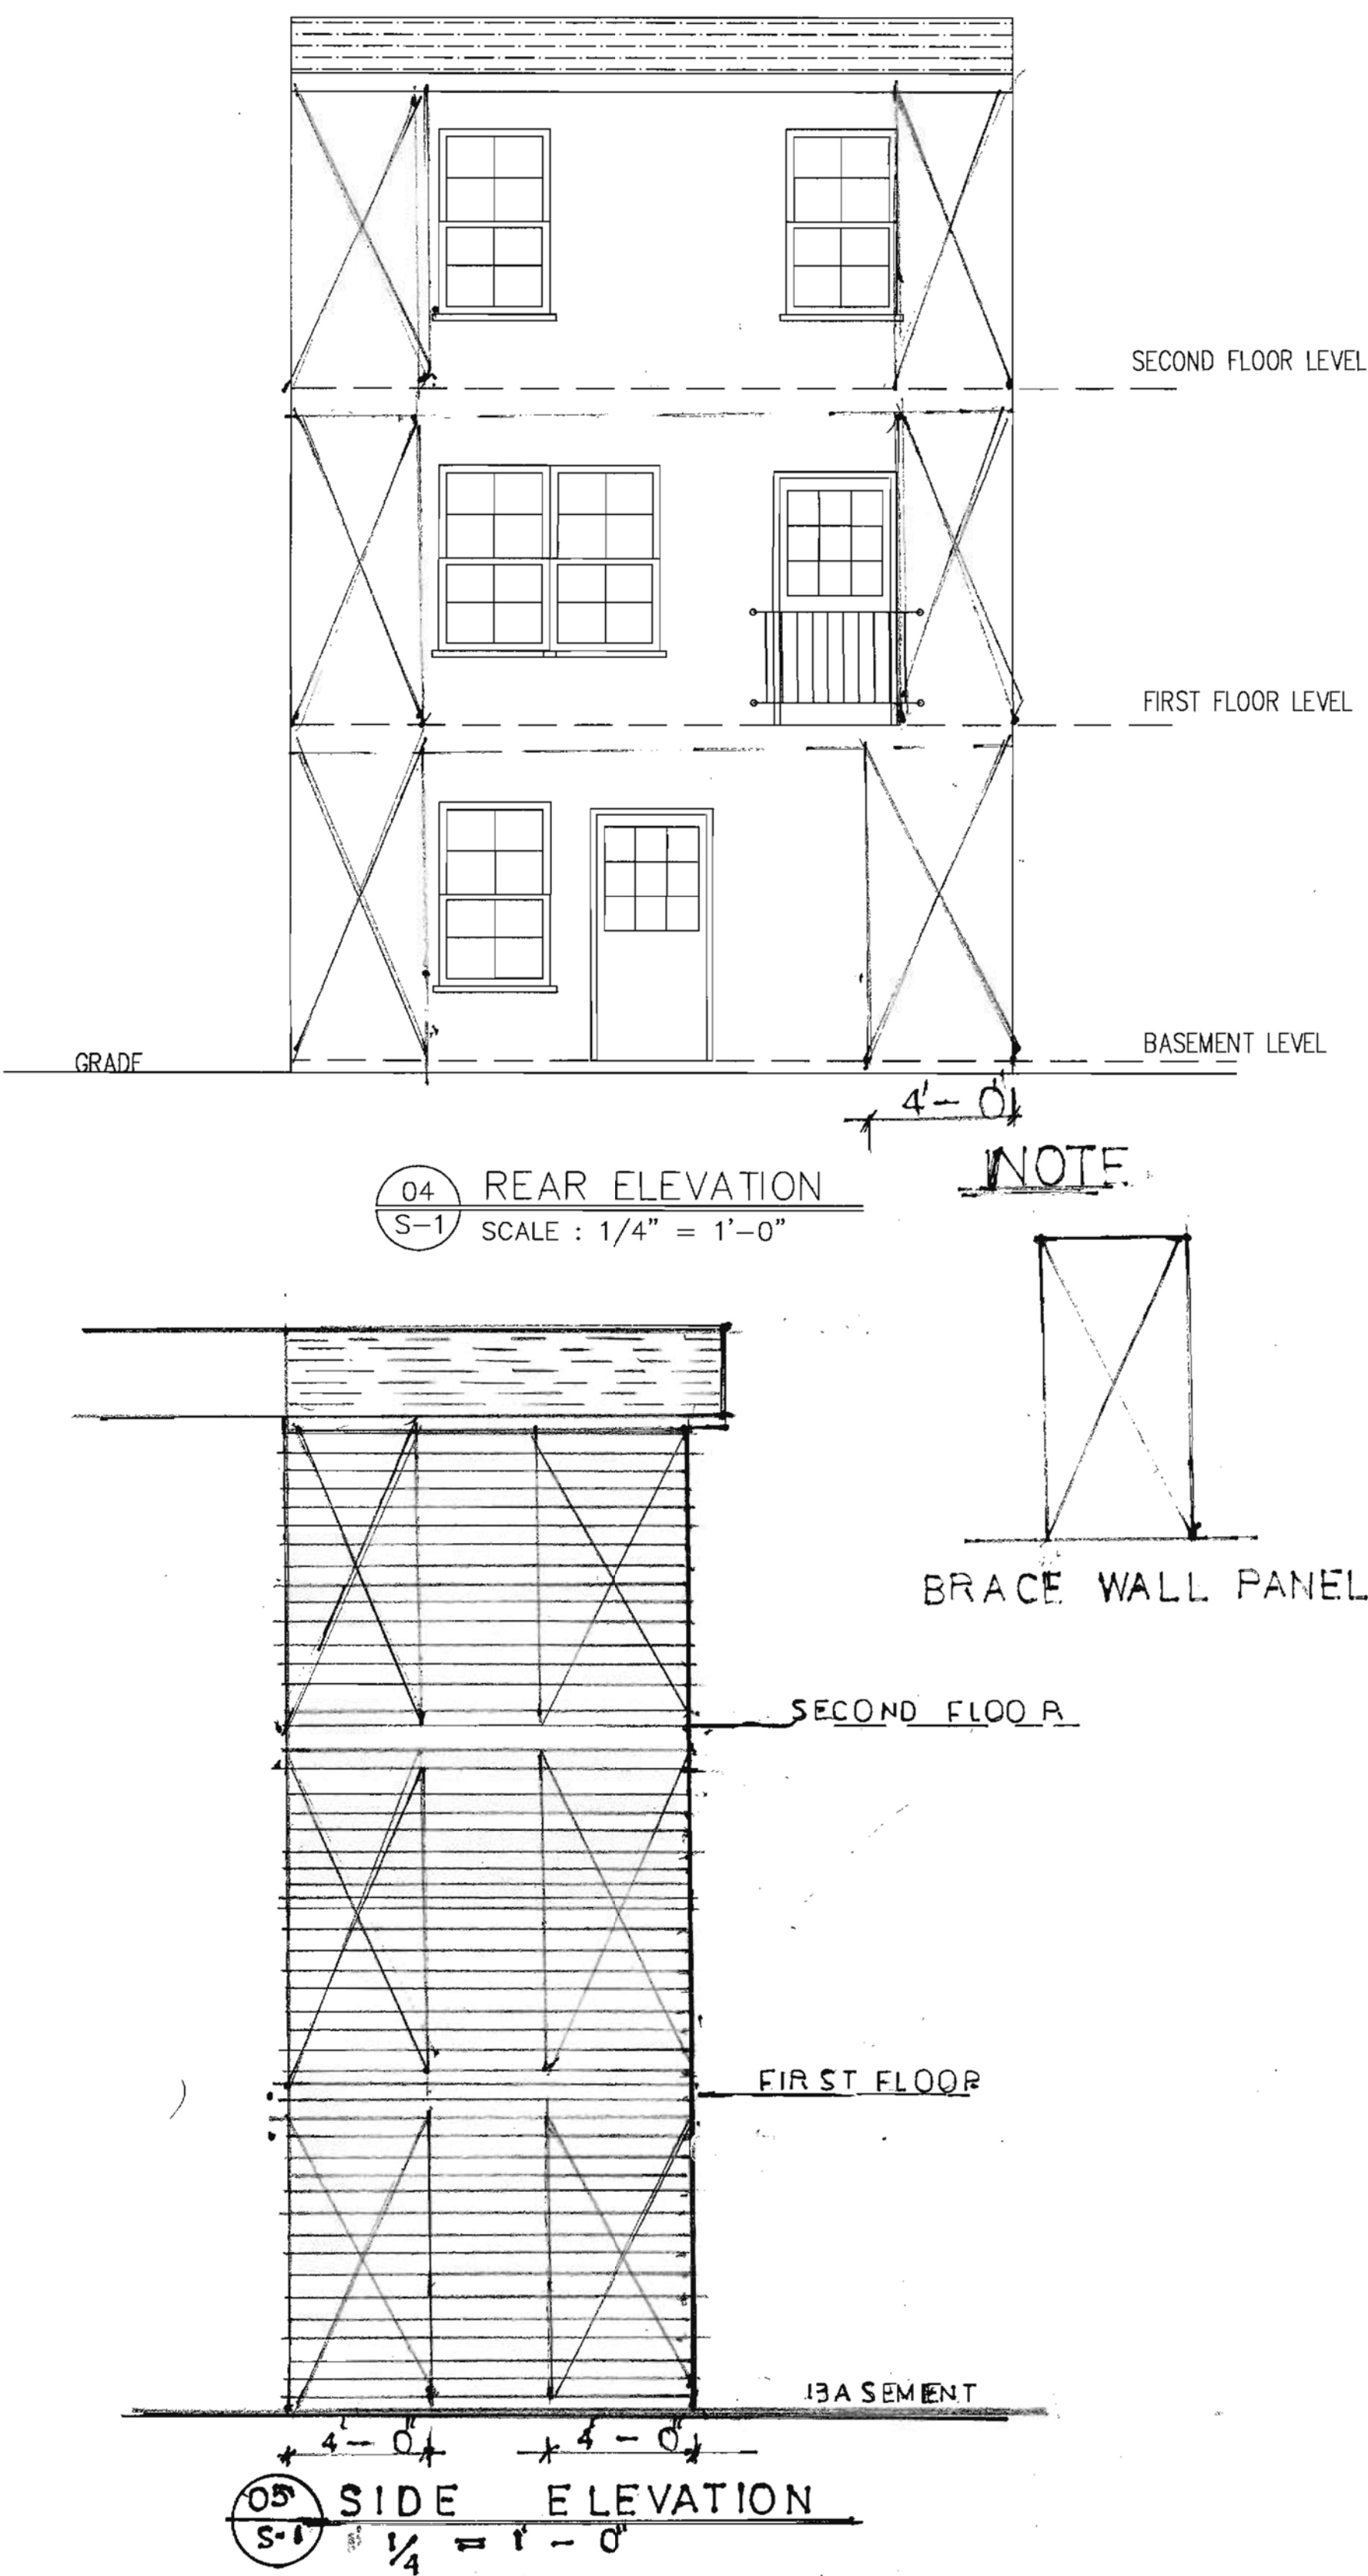 SECOND FLOOR LEVEL
FIRST FLOOR LEVEL
BASEMENT LEVEL
GRADE
4'-0"
04
S-1
REAR ELEVATION
SCALE : 1/4" = 1'-0"
NOTE
BRACE WALL PANEL
SECOND FLOOR
FIRST FLOOR
BASEMENT
4'-0"
4'-0"
05
S-1
SIDE ELEVATION
1/4 = 1'-0"